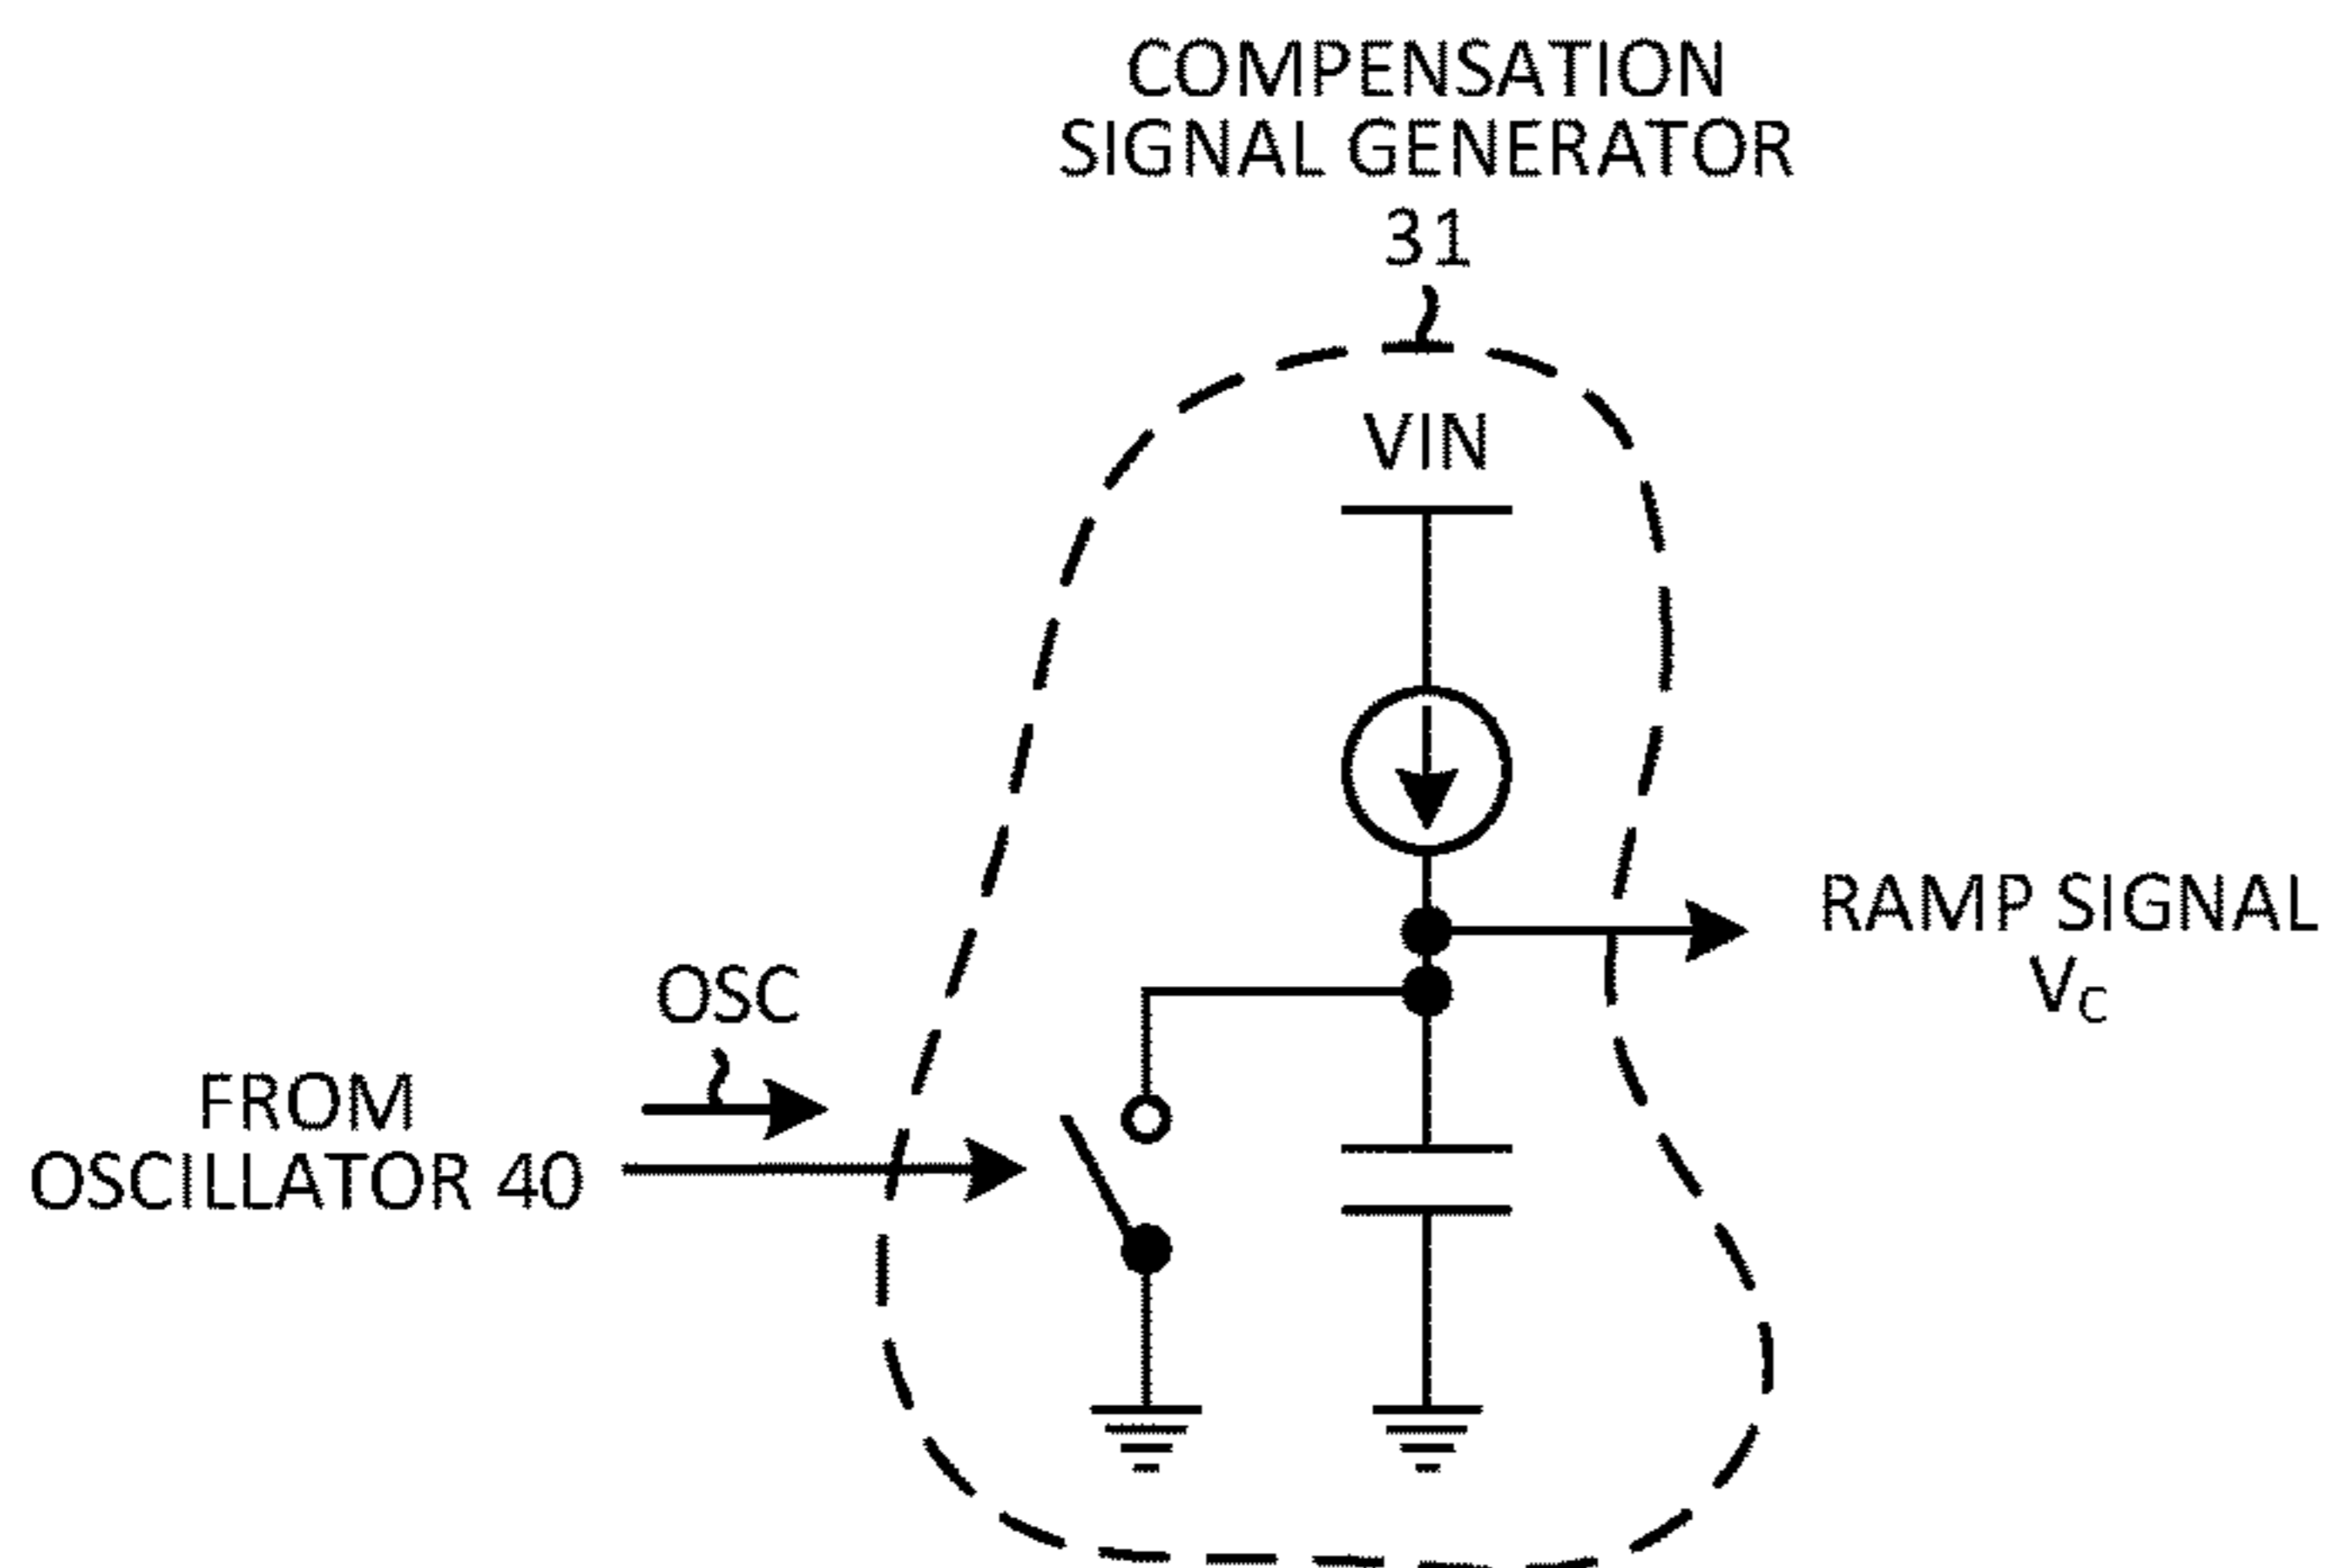 COMPENSATION
SIGNAL GENERATOR
31
VIN
RAMP SIGNAL
VC
OSC
FROM
OSCILLATOR 40